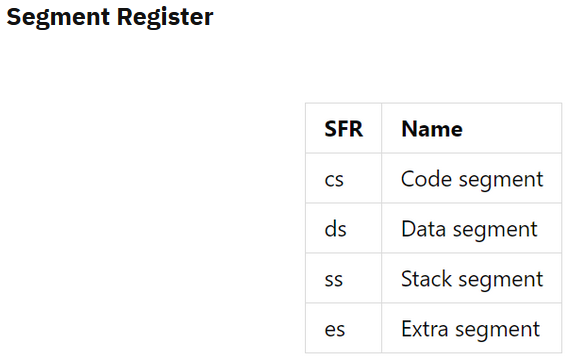 Segment Register
SFR Name
cs Code segment
ds Data segment
ss Stack segment
es Extra segment